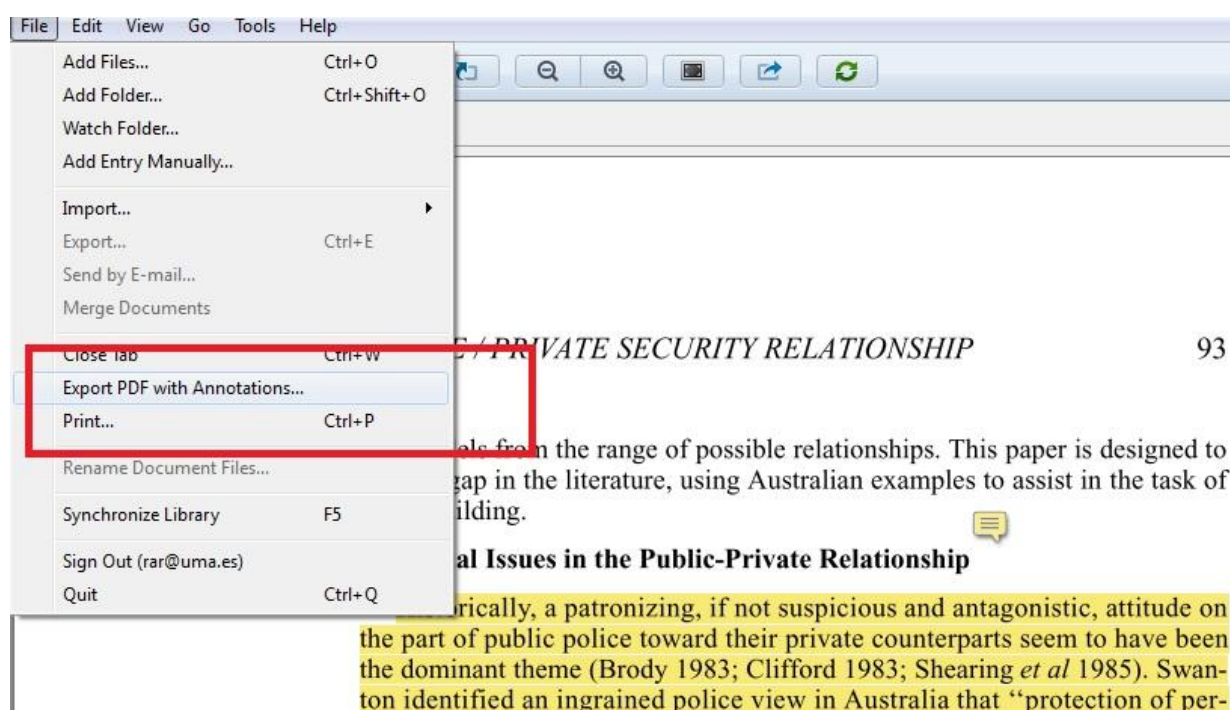 File Edit View Go Tools Help
Add Files... Ctrl+O
Add Folder... Ctrl+Shift+O
Watch Folder...
Add Entry Manually...
Import...
Export... Ctrl+E
Send by E-mail...
Merge Documents
Close Tab Ctrl+W
Export PDF with Annotations...
Print... Ctrl+P
Rename Document Files...
Synchronize Library F5
Sign Out (rar@uma.es)
Quit Ctrl+Q
/ PRIVATE SECURITY RELATIONSHIP 93
from the range of possible relationships. This paper is designed to
gap in the literature, using Australian examples to assist in the task of
ilding.
al Issues in the Public-Private Relationship
rically, a patronizing, if not suspicious and antagonistic, attitude on
the part of public police toward their private counterparts seem to have been
the dominant theme (Brody 1983; Clifford 1983; Shearing et al 1985). Swan-
ton identified an ingrained police view in Australia that ‘‘protection of per-